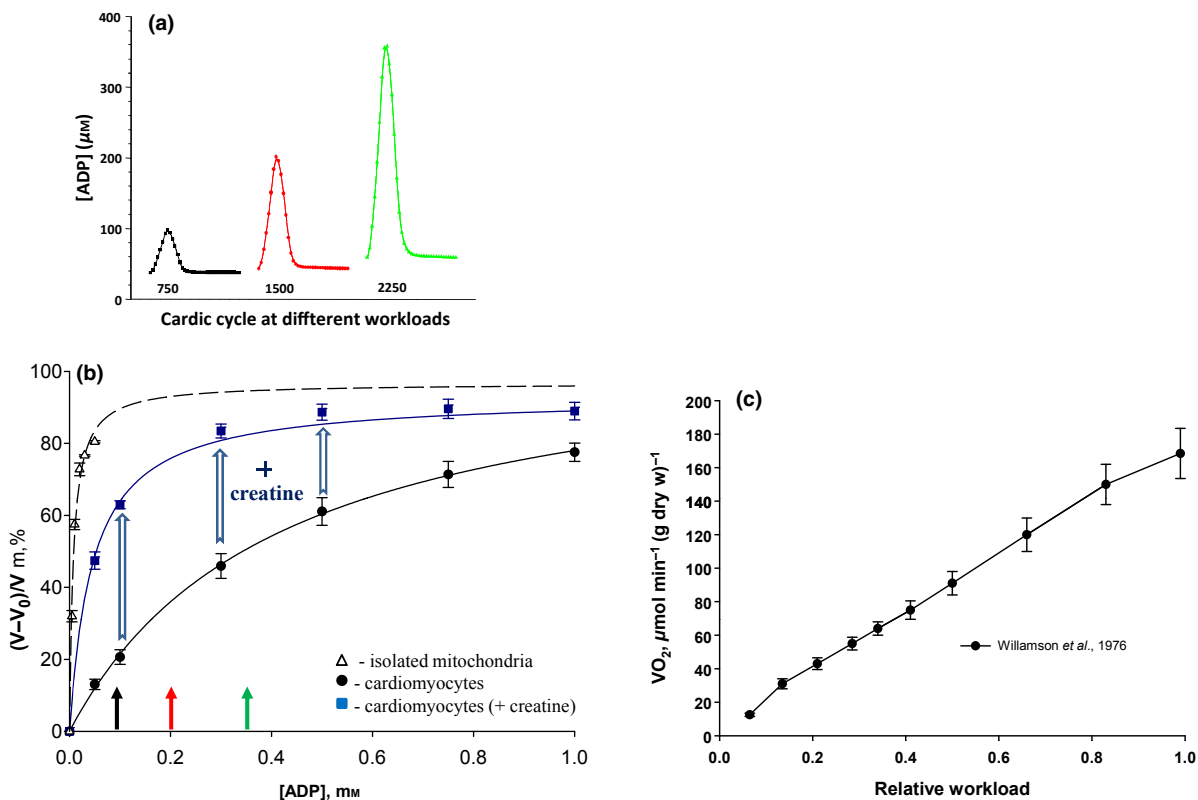 (a)
[ADP] (μM)
400
300
200
100
0
750
1500
2250
Cardic cycle at diffterent workloads
(b)
(V–V0)/V m, %
100
80
60
40
20
0
+
creatine
- isolated mitochondria
- cardiomyocytes
- cardiomyocytes (+ creatine)
0.0 0.2 0.4 0.6 0.8 1.0
[ADP], mM
(c)
VO2, μmol min−1 (g dry w)−1
200
180
160
140
120
100
80
60
40
20
0
Willamson et al., 1976
0.0 0.2 0.4 0.6 0.8 1.0
Relative workload